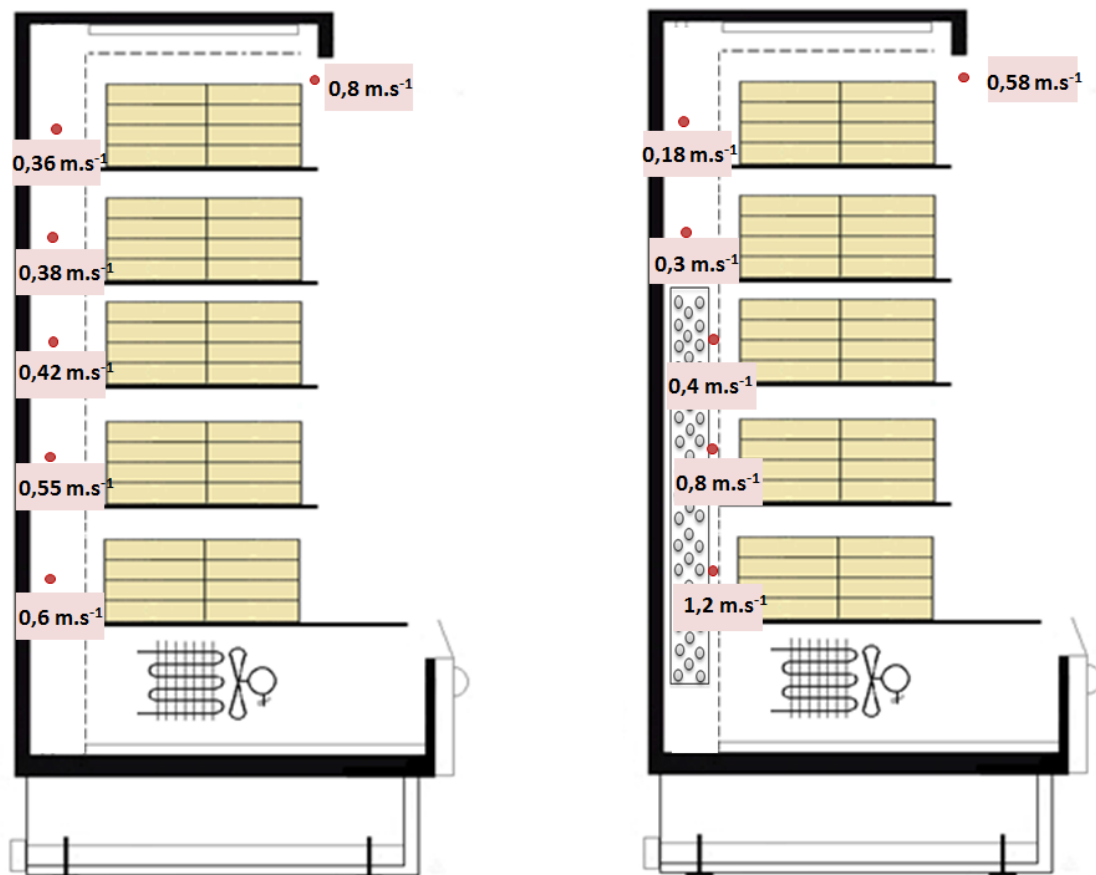 0,8 m.s⁻¹
0,36 m.s⁻¹
0,38 m.s⁻¹
0,42 m.s⁻¹
0,55 m.s⁻¹
0,6 m.s⁻¹
0,58 m.s⁻¹
0,18 m.s⁻¹
0,3 m.s⁻¹
0,4 m.s⁻¹
0,8 m.s⁻¹
1,2 m.s⁻¹